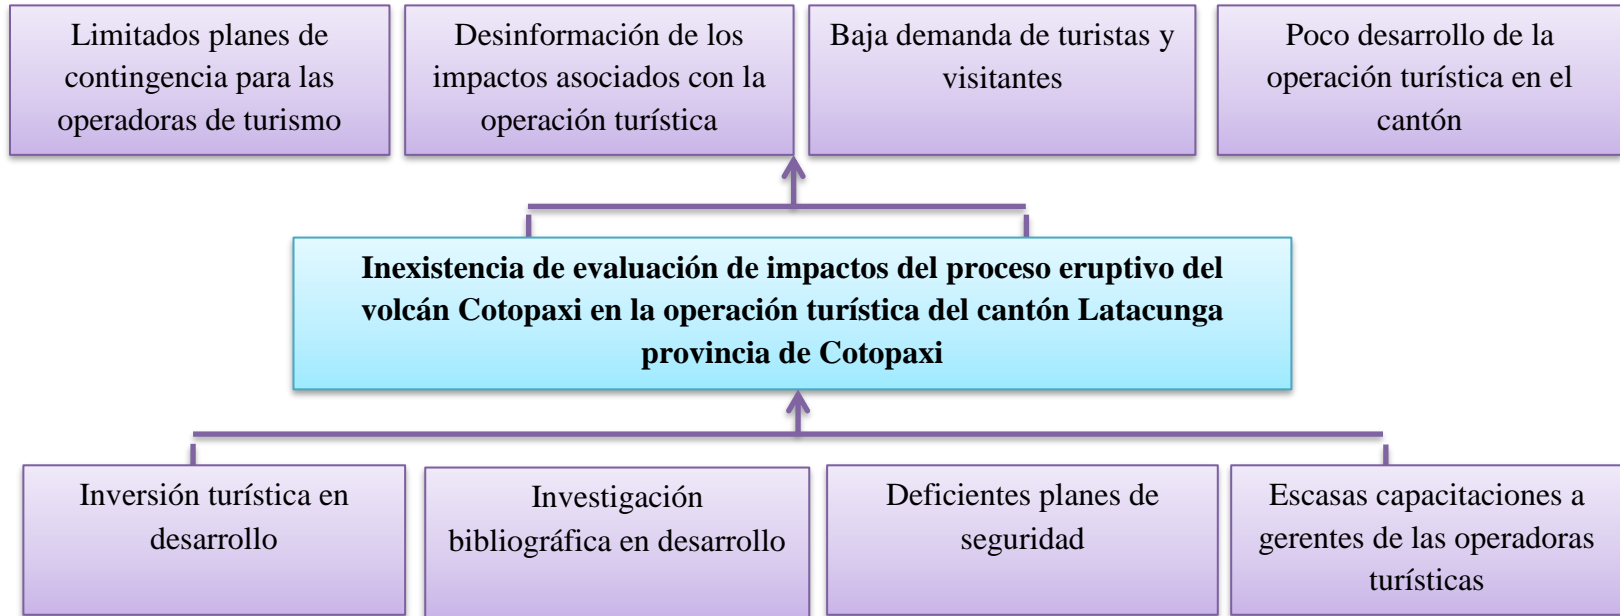 Limitados planes de
contingencia para las
operadoras de turismo
Desinformación de los
impactos asociados con la
operación turística
Baja demanda de turistas y
visitantes
Poco desarrollo de la
operación turística en el
cantón
Inexistencia de evaluación de impactos del proceso eruptivo del
volcán Cotopaxi en la operación turística del cantón Latacunga
provincia de Cotopaxi
Inversión turística en
desarrollo
Investigación
bibliográfica en desarrollo
Deficientes planes de
seguridad
Escasas capacitaciones a
gerentes de las operadoras
turísticas